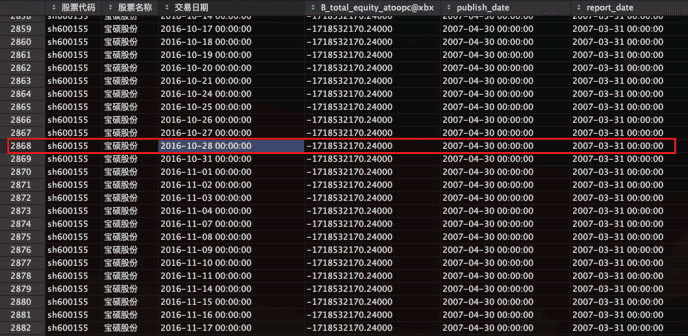 股票代码 股票名称 交易日期 B_total_equity_atoopc@xbx publish_date report_date
2859 sh600155 宝硕股份 2016-10-17 00:00:00 -1718532170.24000 2007-04-30 00:00:00 2007-03-31 00:00:00
2860 sh600155 宝硕股份 2016-10-18 00:00:00 -1718532170.24000 2007-04-30 00:00:00 2007-03-31 00:00:00
2861 sh600155 宝硕股份 2016-10-19 00:00:00 -1718532170.24000 2007-04-30 00:00:00 2007-03-31 00:00:00
2862 sh600155 宝硕股份 2016-10-20 00:00:00 -1718532170.24000 2007-04-30 00:00:00 2007-03-31 00:00:00
2863 sh600155 宝硕股份 2016-10-21 00:00:00 -1718532170.24000 2007-04-30 00:00:00 2007-03-31 00:00:00
2864 sh600155 宝硕股份 2016-10-24 00:00:00 -1718532170.24000 2007-04-30 00:00:00 2007-03-31 00:00:00
2865 sh600155 宝硕股份 2016-10-25 00:00:00 -1718532170.24000 2007-04-30 00:00:00 2007-03-31 00:00:00
2866 sh600155 宝硕股份 2016-10-26 00:00:00 -1718532170.24000 2007-04-30 00:00:00 2007-03-31 00:00:00
2867 sh600155 宝硕股份 2016-10-27 00:00:00 -1718532170.24000 2007-04-30 00:00:00 2007-03-31 00:00:00
2868 sh600155 宝硕股份 2016-10-28 00:00:00 -1718532170.24000 2007-04-30 00:00:00 2007-03-31 00:00:00
2869 sh600155 宝硕股份 2016-10-31 00:00:00 -1718532170.24000 2007-04-30 00:00:00 2007-03-31 00:00:00
2870 sh600155 宝硕股份 2016-11-01 00:00:00 -1718532170.24000 2007-04-30 00:00:00 2007-03-31 00:00:00
2871 sh600155 宝硕股份 2016-11-02 00:00:00 -1718532170.24000 2007-04-30 00:00:00 2007-03-31 00:00:00
2872 sh600155 宝硕股份 2016-11-03 00:00:00 -1718532170.24000 2007-04-30 00:00:00 2007-03-31 00:00:00
2873 sh600155 宝硕股份 2016-11-04 00:00:00 -1718532170.24000 2007-04-30 00:00:00 2007-03-31 00:00:00
2874 sh600155 宝硕股份 2016-11-07 00:00:00 -1718532170.24000 2007-04-30 00:00:00 2007-03-31 00:00:00
2875 sh600155 宝硕股份 2016-11-08 00:00:00 -1718532170.24000 2007-04-30 00:00:00 2007-03-31 00:00:00
2876 sh600155 宝硕股份 2016-11-09 00:00:00 -1718532170.24000 2007-04-30 00:00:00 2007-03-31 00:00:00
2877 sh600155 宝硕股份 2016-11-10 00:00:00 -1718532170.24000 2007-04-30 00:00:00 2007-03-31 00:00:00
2878 sh600155 宝硕股份 2016-11-11 00:00:00 -1718532170.24000 2007-04-30 00:00:00 2007-03-31 00:00:00
2879 sh600155 宝硕股份 2016-11-14 00:00:00 -1718532170.24000 2007-04-30 00:00:00 2007-03-31 00:00:00
2880 sh600155 宝硕股份 2016-11-15 00:00:00 -1718532170.24000 2007-04-30 00:00:00 2007-03-31 00:00:00
2881 sh600155 宝硕股份 2016-11-16 00:00:00 -1718532170.24000 2007-04-30 00:00:00 2007-03-31 00:00:00
2882 sh600155 宝硕股份 2016-11-17 00:00:00 -1718532170.24000 2007-04-30 00:00:00 2007-03-31 00:00:00